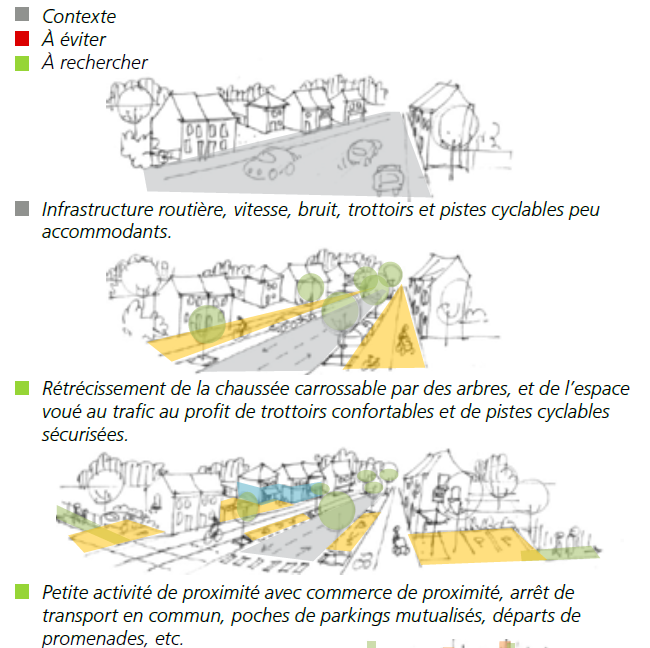 Contexte
À éviter
À rechercher
Infrastructure routière, vitesse, bruit, trottoirs et pistes cyclables peu
accommodants.
Rétrécissement de la chaussée carrossable par des arbres, et de l'espace
voué au trafic au profit de trottoirs confortables et de pistes cyclables
sécurisées.
Petite activité de proximité avec commerce de proximité, arrêt de
transport en commun, poches de parkings mutualisés, départs de
promenades, etc.